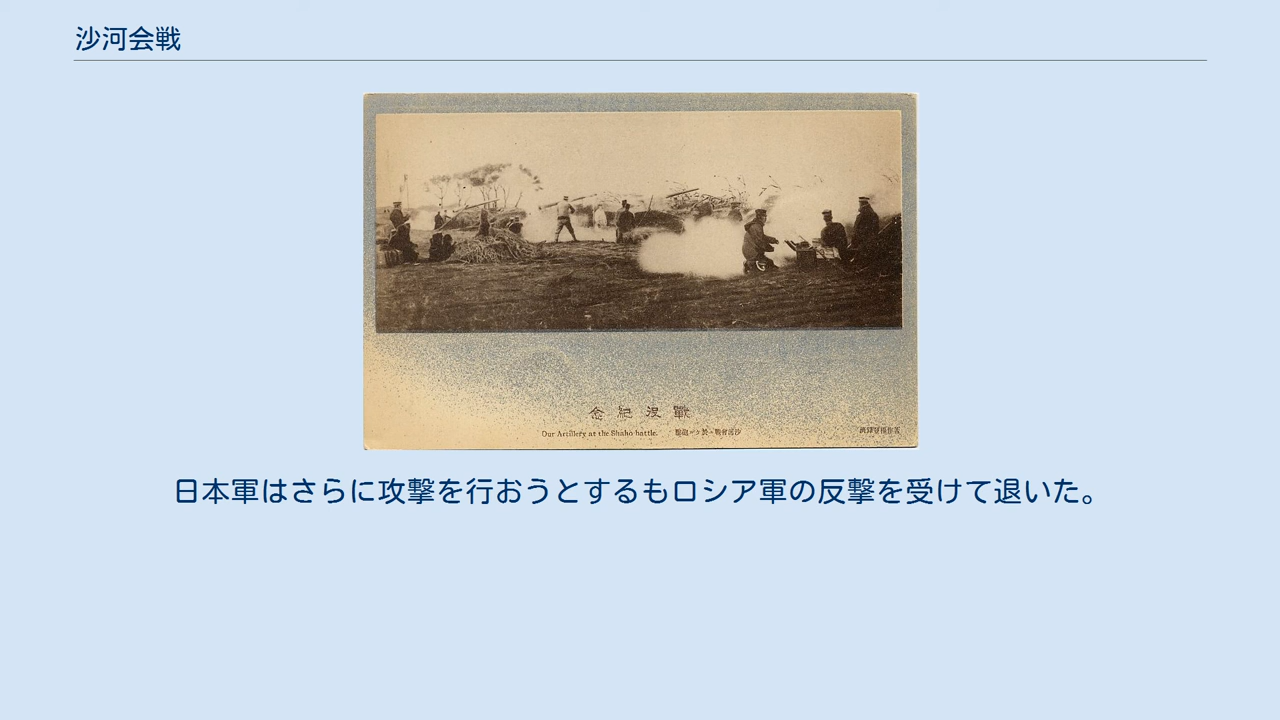 沙河会戦
念紀役戰
Our Artillery at the Shaho battle.
日本軍はさらに攻撃を行おうとするもロシア軍の反撃を受けて退いた。